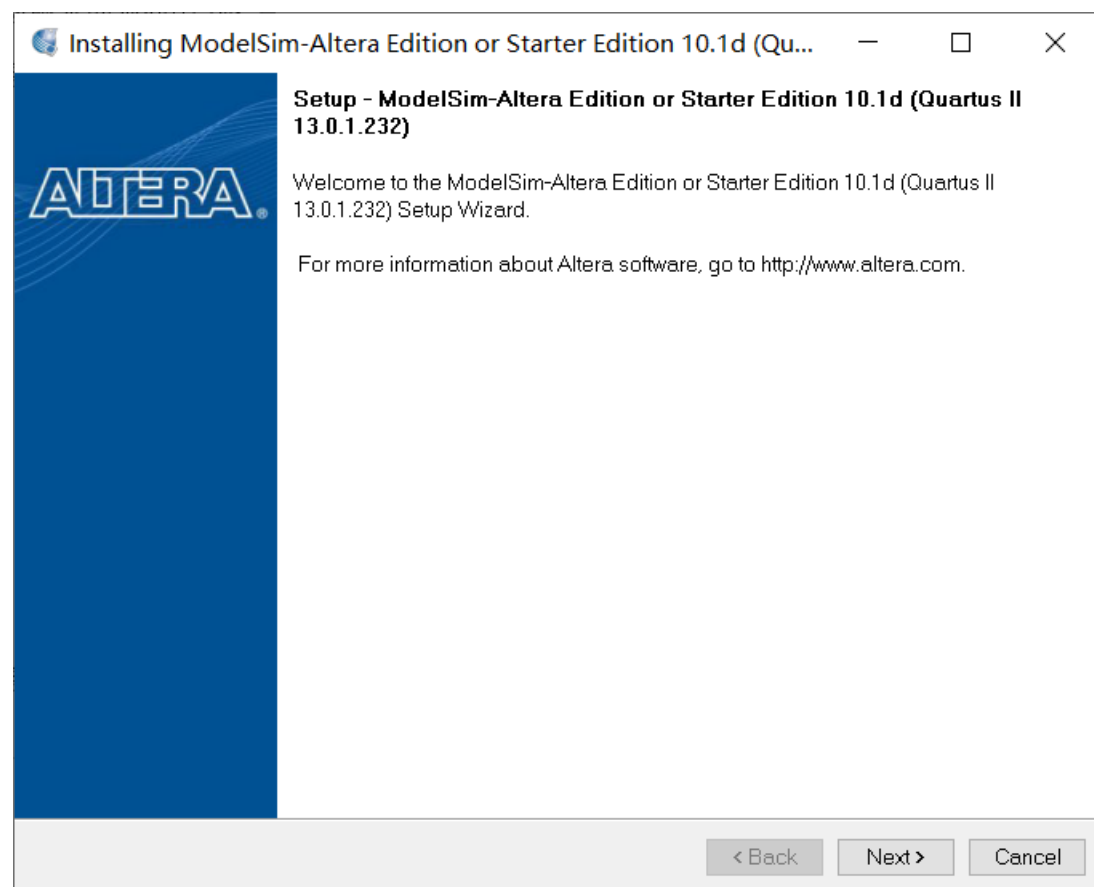 Installing ModelSim-Altera Edition or Starter Edition 10.1d (Qu...
Setup - ModelSim-Altera Edition or Starter Edition 10.1d (Quartus II
13.0.1.232)
Welcome to the ModelSim-Altera Edition or Starter Edition 10.1d (Quartus II
13.0.1.232) Setup Wizard.
ALTERA®
For more information about Altera software, go to http://www.altera.com.
< Back Next > Cancel